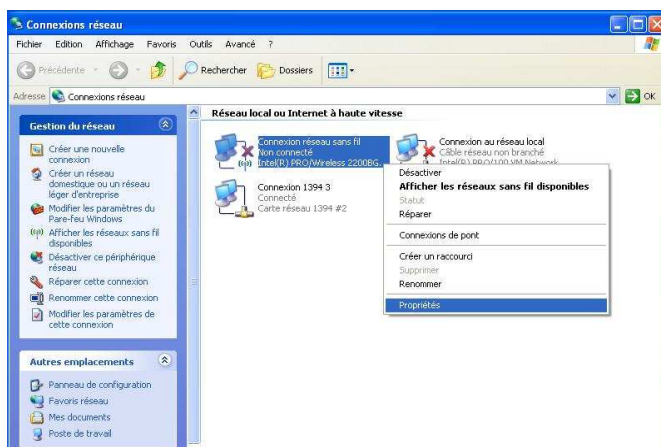 Connexions réseau
Fichier Edition Affichage Favoris Outils Avancé ?
Précédente Rechercher Dossiers
Adresse Connexions réseau OK
Gestion du réseau
Créer une nouvelle
connexion
Créer un réseau
domestique ou un réseau
léger d'entreprise
Modifier les paramètres du
Pare-feu Windows
Afficher les réseaux sans fil
disponibles
Désactiver ce périphérique
réseau
Réparer cette connexion
Renommer cette connexion
Modifier les paramètres de
cette connexion
Autres emplacements
Panneau de configuration
Favoris réseau
Mes documents
Poste de travail
Réseau local ou Internet à haute vitesse
Connexion réseau sans fil
Non connecté
Intel(R) PRO/Wireless 2200BG...
Connexion au réseau local
Câble réseau non branché
Intel(R) PRO/100 VM Network
Connexion 1394 3
Connecté
Carte réseau 1394 #2
Désactiver
Afficher les réseaux sans fil disponibles
Statut
Réparer
Connexions de pont
Créer un raccourci
Supprimer
Renommer
Propriétés